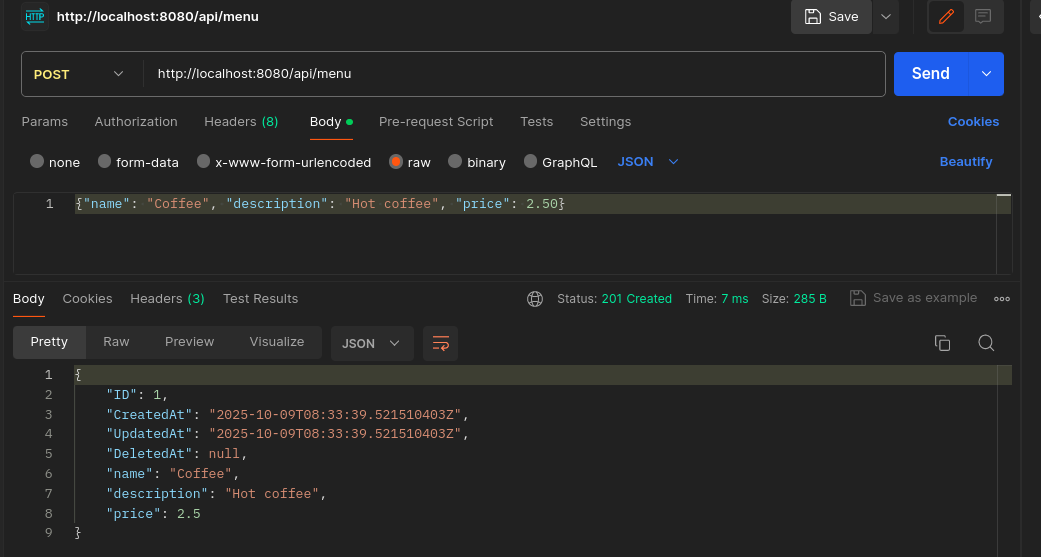 HTTP http://localhost:8080/api/menu Save
POST http://localhost:8080/api/menu Send
Params Authorization Headers (8) Body Pre-request Script Tests Settings Cookies
none form-data x-www-form-urlencoded raw binary GraphQL JSON Beautify
1 {"name": "Coffee", "description": "Hot coffee", "price": 2.50}
Body Cookies Headers (3) Test Results Status: 201 Created Time: 7 ms Size: 285 B Save as example
Pretty Raw Preview Visualize JSON
1 {
2 "ID": 1,
3 "CreatedAt": "2025-10-09T08:33:39.521510403Z",
4 "UpdatedAt": "2025-10-09T08:33:39.521510403Z",
5 "DeletedAt": null,
6 "name": "Coffee",
7 "description": "Hot coffee",
8 "price": 2.5
9 }